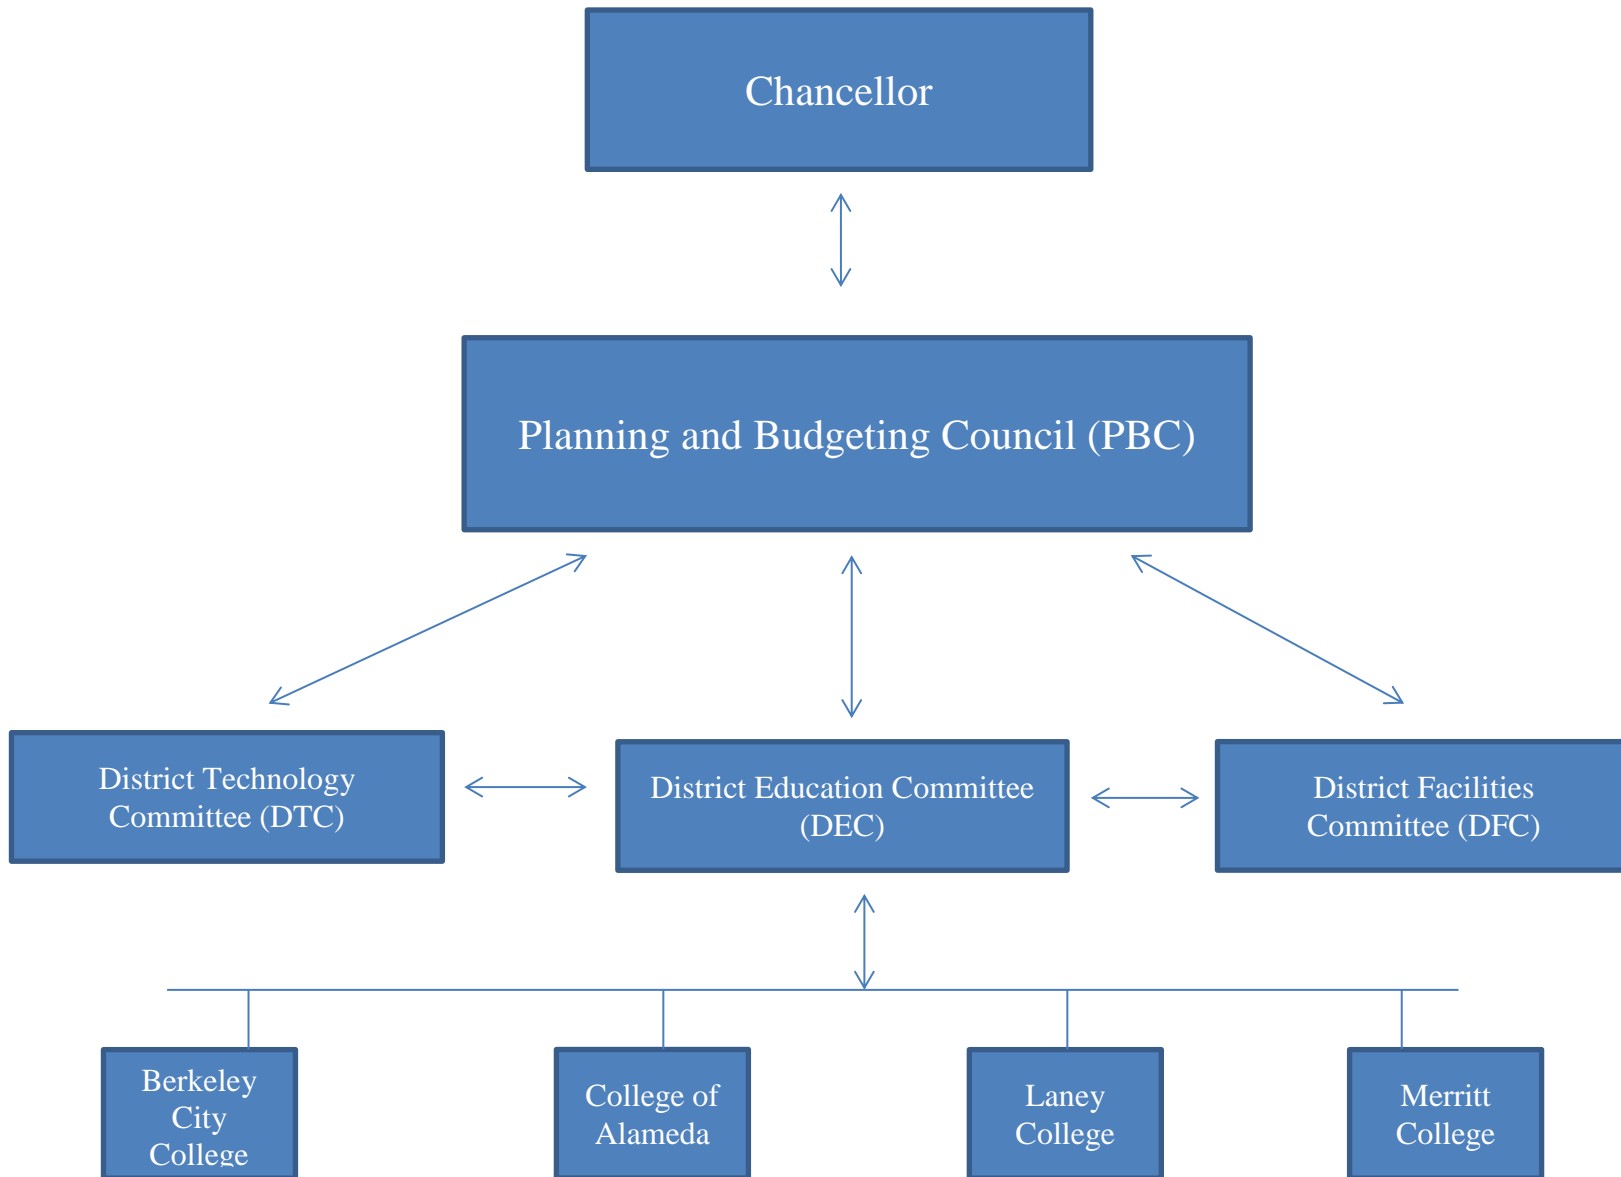 Chancellor
Planning and Budgeting Council (PBC)
District Technology
Committee (DTC)
District Education Committee
(DEC)
District Facilities
Committee (DFC)
Berkeley
City
College
College of
Alameda
Laney
College
Merritt
College